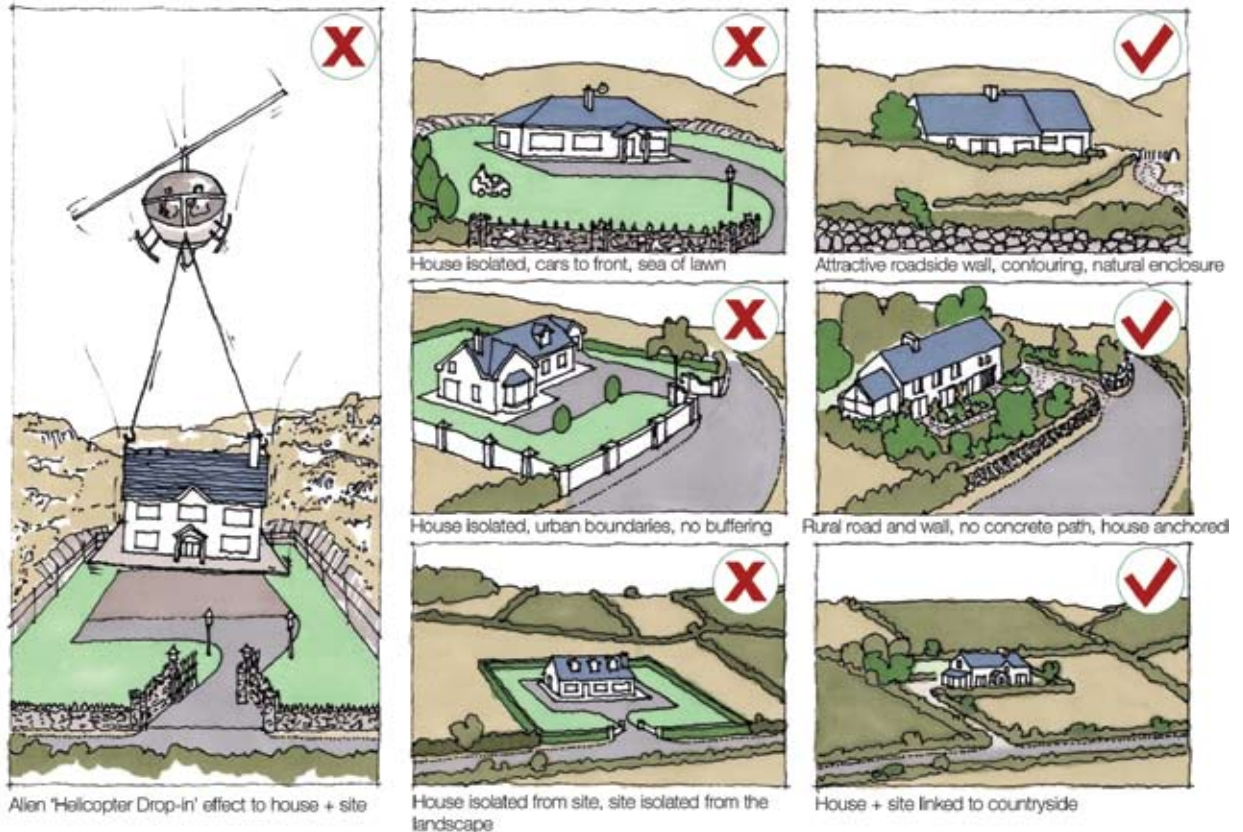 House isolated, cars to front, sea of lawn
Attractive roadside wall, contouring, natural enclosure
House isolated, urban boundaries, no buffering
Rural road and wall, no concrete path, house anchored
Alien 'Helicopter Drop-in' effect to house + site
House isolated from site, site isolated from the
landscape
House + site linked to countryside